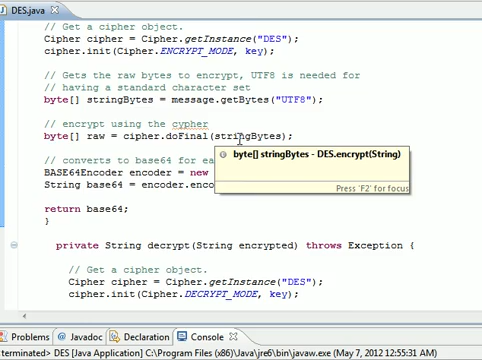 DES.java
// Get a cipher object.
Cipher cipher = Cipher.getInstance("DES");
cipher.init(Cipher.ENCRYPT_MODE, key);
// Gets the raw bytes to encrypt, UTF8 is needed for
// having a standard character set
byte[] stringBytes = message.getBytes("UTF8");
// encrypt using the cypher
byte[] raw = cipher.doFinal(stringBytes);
// converts to base64 for ea
BASE64Encoder encoder = new
String base64 = encoder.enco
byte[] stringBytes - DES.encrypt(String)
Press 'F2' for focus
return base64;
}
private String decrypt(String encrypted) throws Exception {
// Get a cipher object.
Cipher cipher = Cipher.getInstance("DES");
cipher.init(Cipher.DECRYPT_MODE, key);
Problems @ Javadoc Declaration Console
terminated> DES [Java Application] C:\Program Files (x86)\Java\jre6\bin\javaw.exe (May 7, 2012 12:55:31 AM)